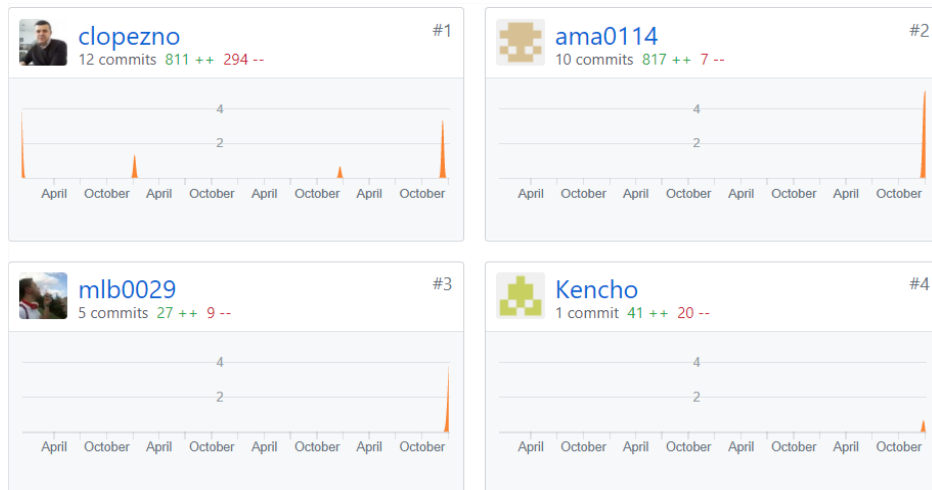 clopezno #1
12 commits 811 ++ 294 --
4
2
April October April October April October April October
ama0114 #2
10 commits 817 ++ 7 --
4
2
April October April October April October April October
mlb0029 #3
5 commits 27 ++ 9 --
4
2
April October April October April October April October
Kencho #4
1 commit 41 ++ 20 --
4
2
April October April October April October April October